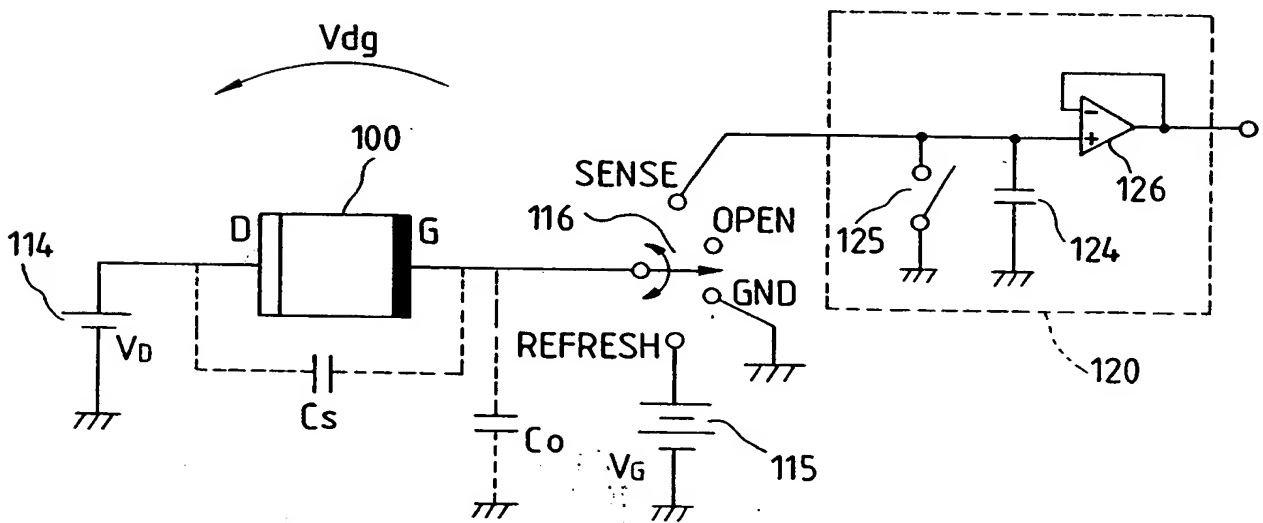 Vdg
100
SENSE
116
OPEN
D
G
114
GND
VD
REFRESH
Cs
Co
VG
115
125
124
126
120
-
+